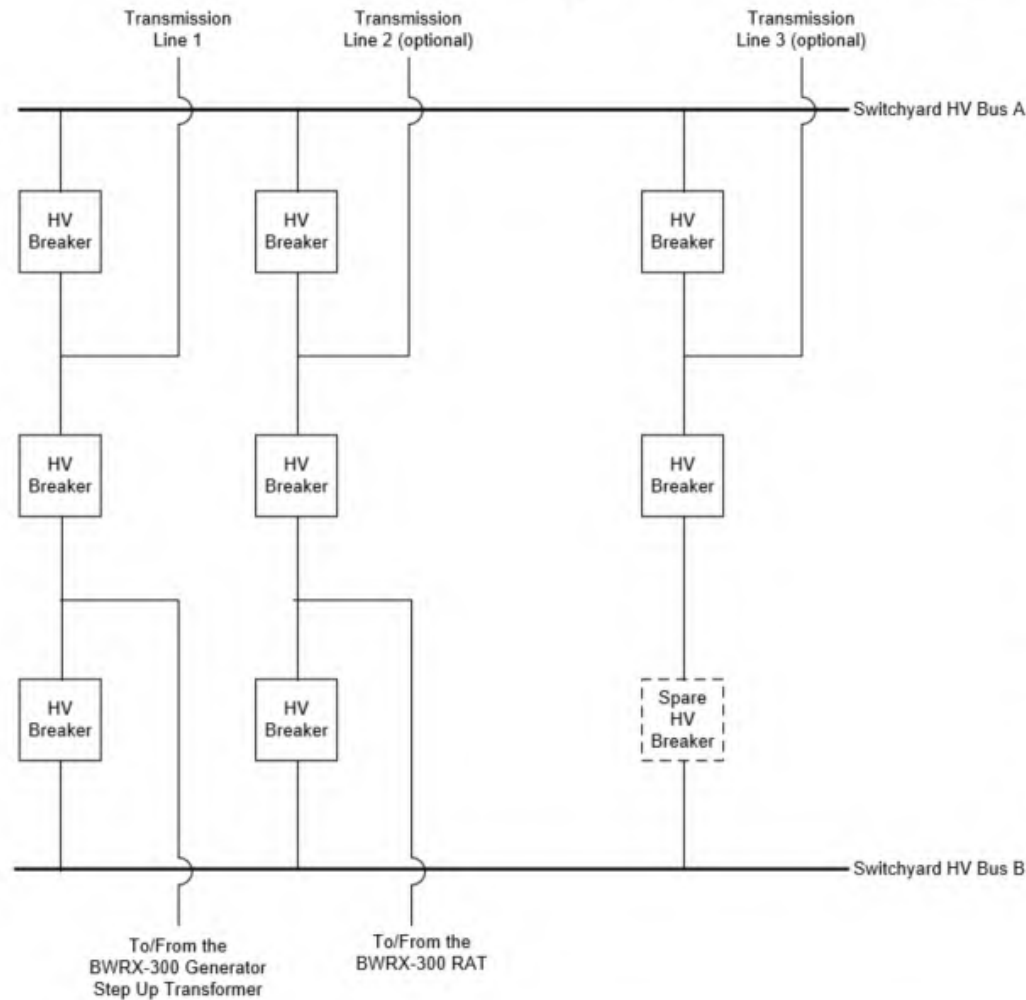 Transmission
Line 1
Transmission
Line 2 (optional)
Transmission
Line 3 (optional)
Switchyard HV Bus A
HV
Breaker
HV
Breaker
HV
Breaker
HV
Breaker
HV
Breaker
HV
Breaker
HV
Breaker
HV
Breaker
Spare
HV
Breaker
Switchyard HV Bus B
To/From the
BWRX-300 Generator
Step Up Transformer
To/From the
BWRX-300 RAT